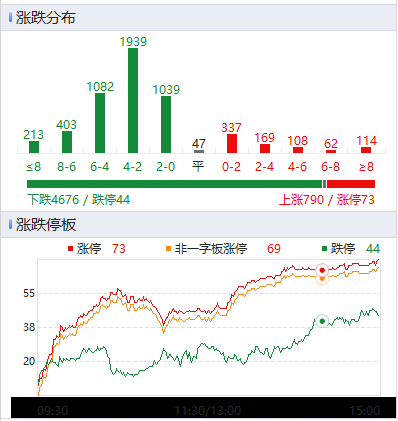 涨跌分布
213 403 1082 1939 1039 47 337 169 108 62 114
≤8 8-6 6-4 4-2 2-0 平 0-2 2-4 4-6 6-8 ≥8
下跌4676 / 跌停44 上涨790 / 涨停73
涨跌停板
涨停 73 非一字板涨停 69 跌停 44
55
38
20
09:30 11:30/13:00 15:00